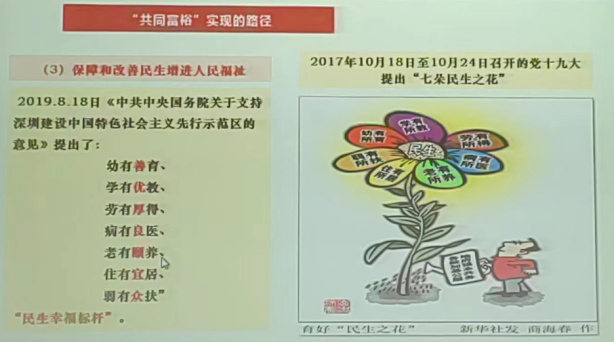 “共同富裕”实现的路径
（3）保障和改善民生增进人民福祉
2019.8.18日《中共中央国务院关于支持
深圳建设中国特色社会主义先行示范区的
意见》提出了：
幼有善育、
学有优教、
劳有厚得、
病有良医、
老有颐养、
住有宜居、
弱有众扶”
“民生幸福标杆”。
2017年10月18日至10月24日召开的党十九大
提出“七朵民生之花”
学有
所教
幼有
所育
劳有
所得
民生
弱有
所扶
病有
所医
住有
所居
老有
所养
育好“民生之花”
新华社发 商海春 作